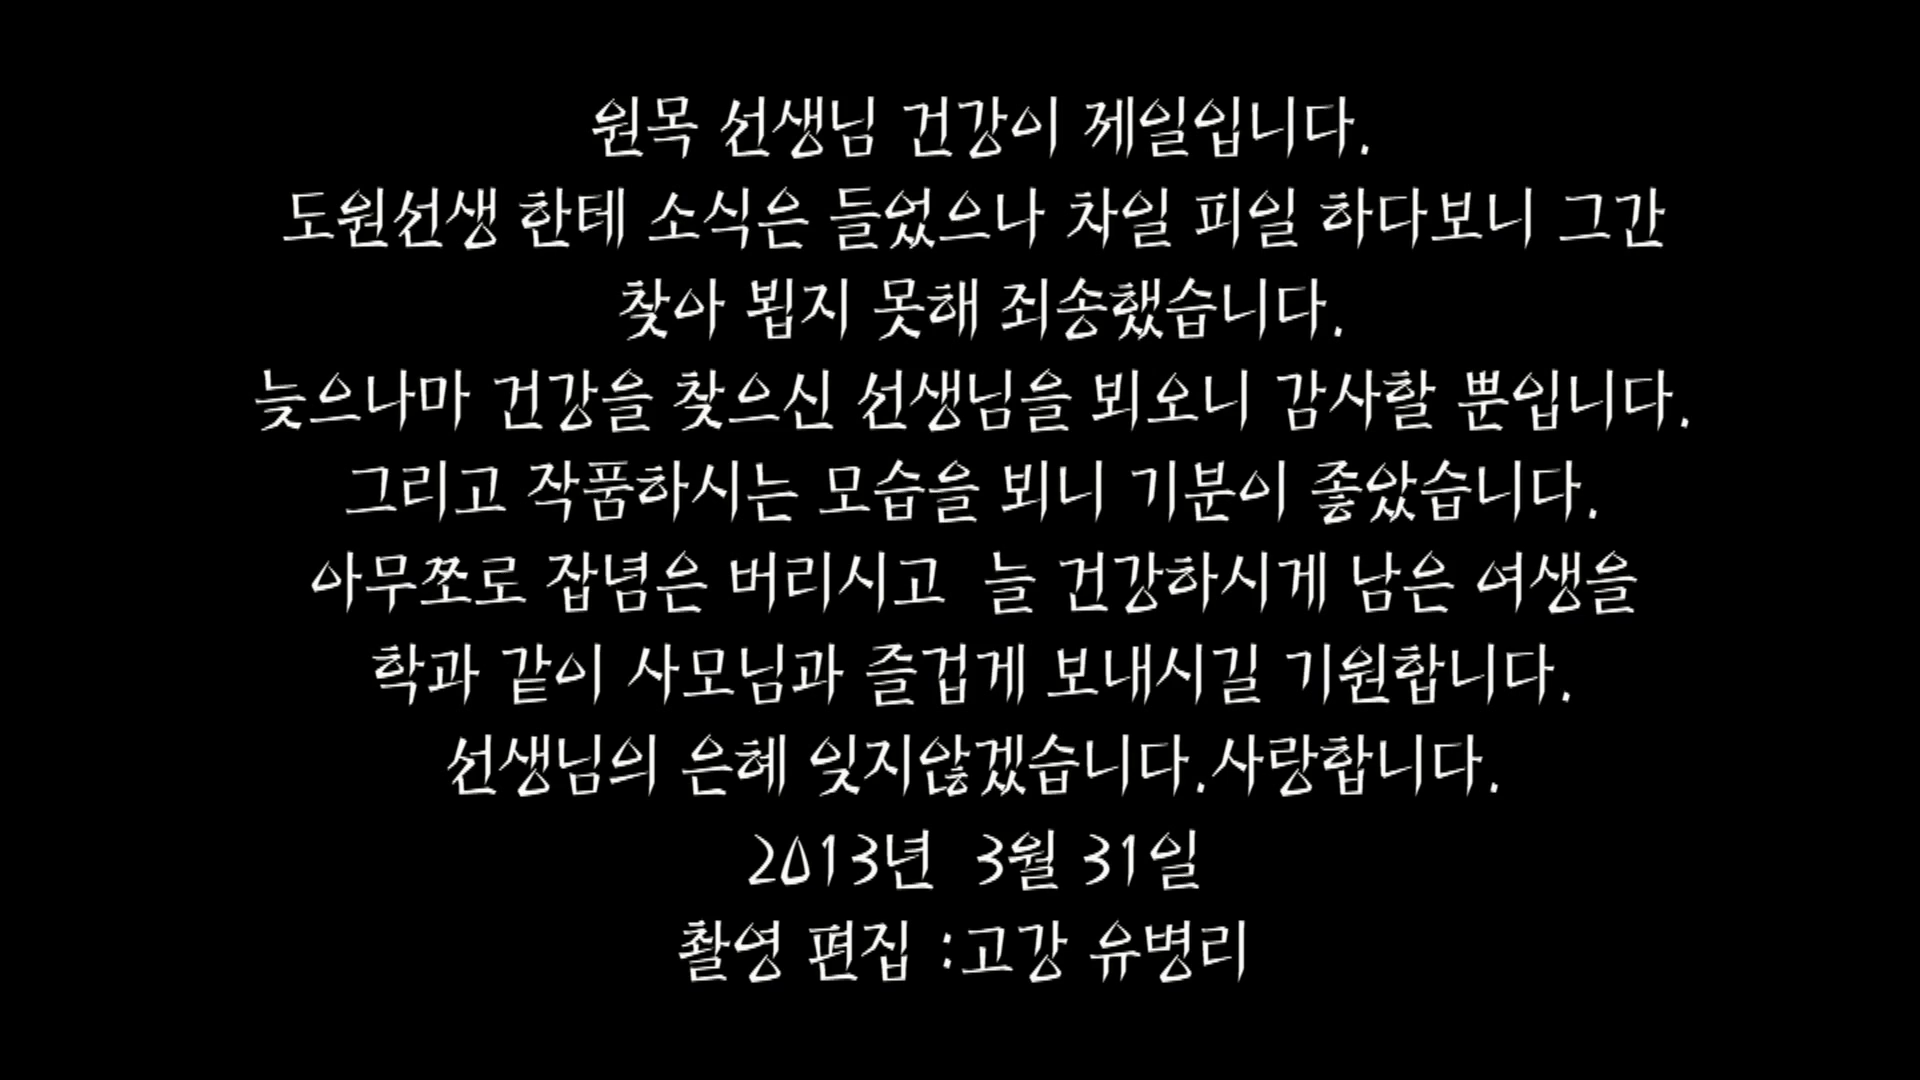 원목 선생님 건강이 제일입니다.
도원선생 한테 소식은 들었으나 차일 피일 하다보니 그간
찾아 뵙지 못해 죄송했습니다.
늦으나마 건강을 찾으신 선생님을 뵈오니 감사할 뿐입니다.
그리고 작품하시는 모습을 뵈니 기분이 좋았습니다.
아무쪼로 잡념은 버리시고 늘 건강하시게 남은 여생을
학과 같이 사모님과 즐겁게 보내시길 기원합니다.
선생님의 은혜 잊지않겠습니다.사랑합니다.
2013년 3월 31일
촬영 편집 :고강 유병리